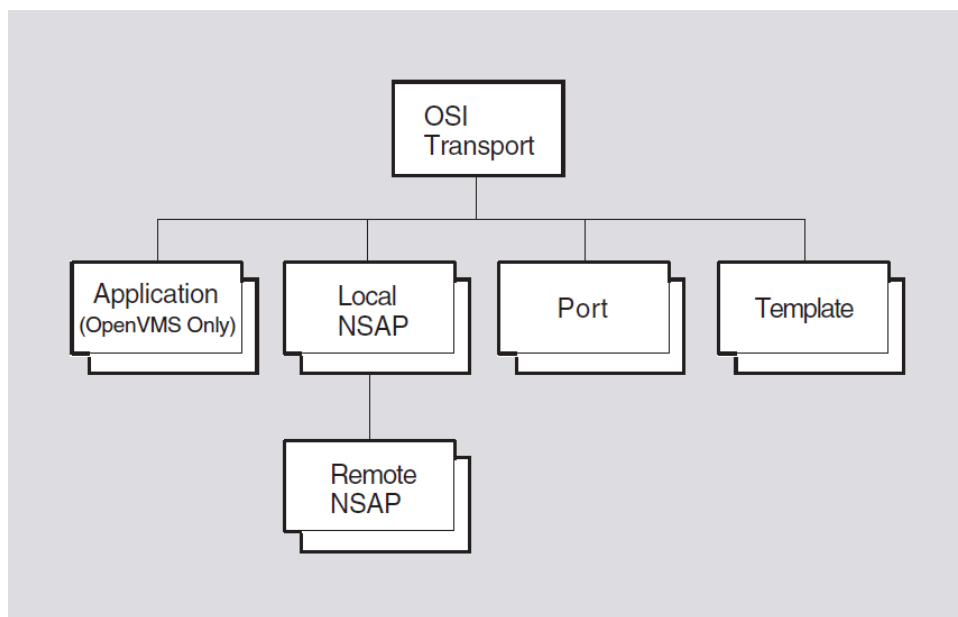 OSI
Transport
Application
(OpenVMS Only)
Local
NSAP
Port
Template
Remote
NSAP